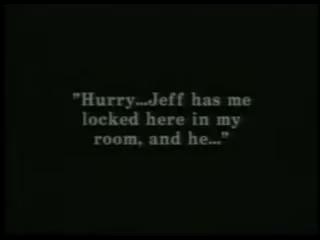 "Hurry...Jeff has me
locked here in my
room, and he..."